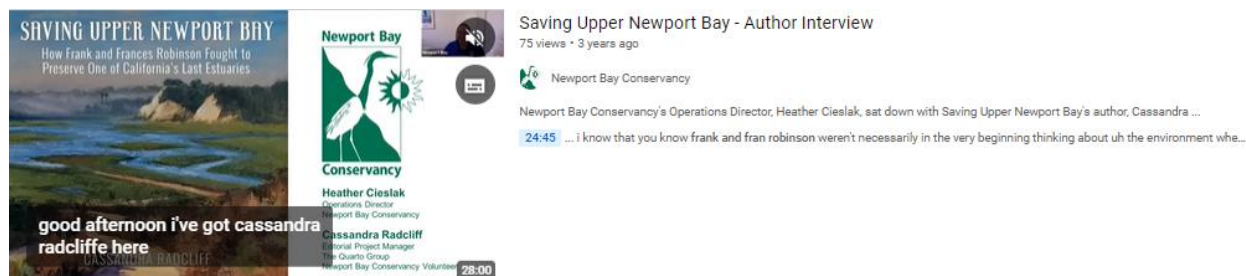 SAVING UPPER NEWPORT BAY
How Frank and Frances Robinson Fought to
Preserve One of California's Last Estuaries
good afternoon i've got cassandra
radcliffe here
CASSANDRA RADCLIFF
Newport Bay
Conservancy
Heather Cieslak
Operations Director
Newport Bay Conservancy
Cassandra Radcliff
Editorial Project Manager
The Quarto Group
Newport Bay Conservancy Volunteer
28:00
Saving Upper Newport Bay - Author Interview
75 views • 3 years ago
Newport Bay Conservancy
Newport Bay Conservancy's Operations Director, Heather Cieslak, sat down with Saving Upper Newport Bay's author, Cassandra ...
24:45 ... i know that you know frank and fran robinson weren't necessarily in the very beginning thinking about uh the environment whe...